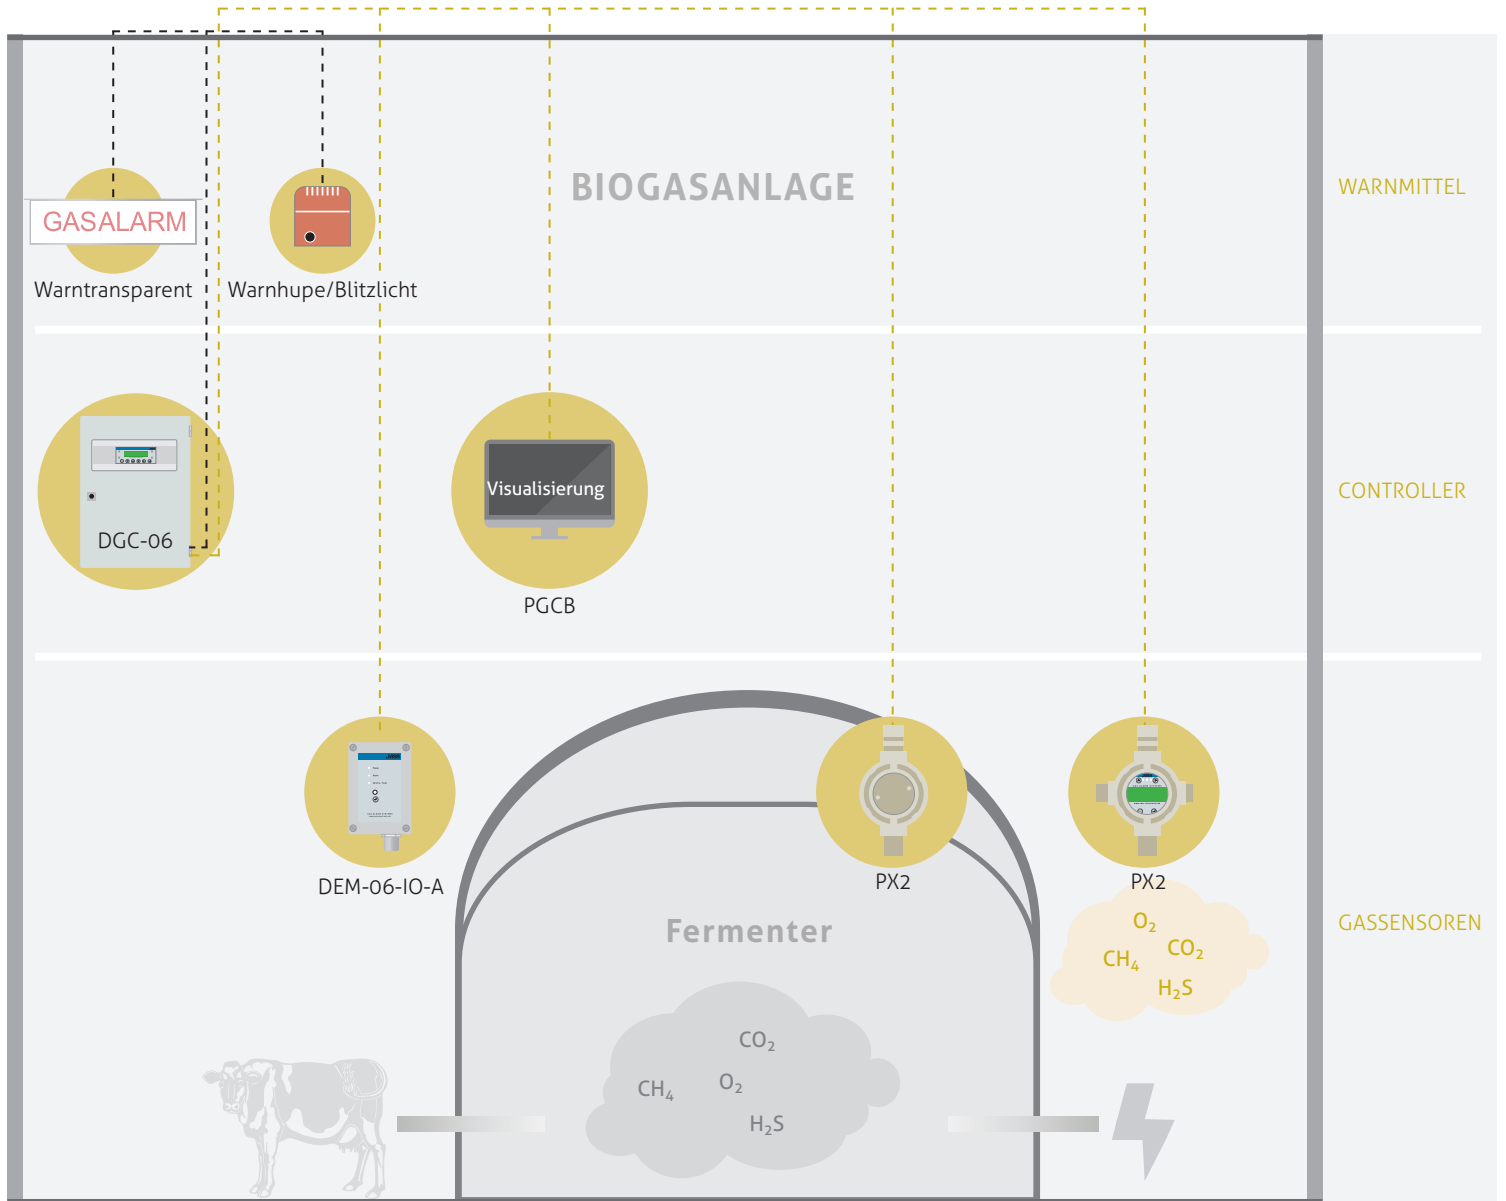 BIOGASANLAGE
WARNMITTEL
GASALARM
Warntransparent
Warnhupe/Blitzlicht
Visualisierung
CONTROLLER
DGC-06
PGCB
DEM-06-IO-A
PX2
PX2
Fermenter
GASSENSOREN
O₂
CO₂
CH₄
H₂S
CO₂
O₂
CH₄
H₂S